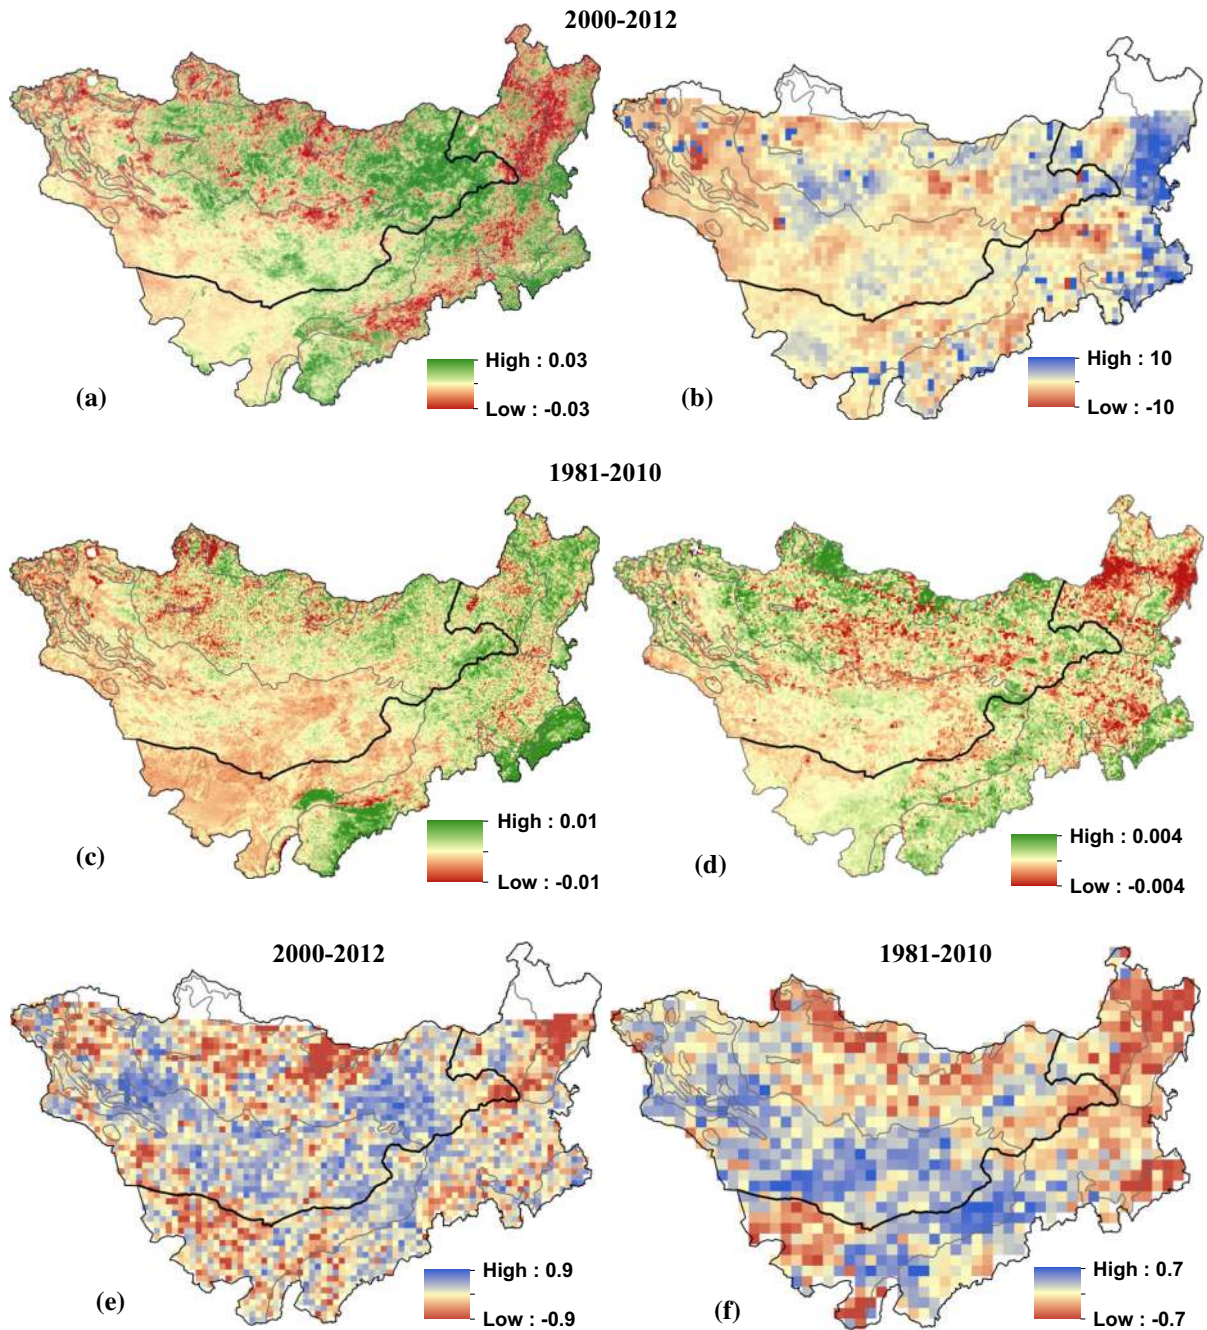 2000-2012
High : 0.03
Low : -0.03
(a)
High : 10
Low : -10
(b)
1981-2010
High : 0.01
Low : -0.01
(c)
High : 0.004
Low : -0.004
(d)
2000-2012
1981-2010
High : 0.9
Low : -0.9
(e)
High : 0.7
Low : -0.7
(f)